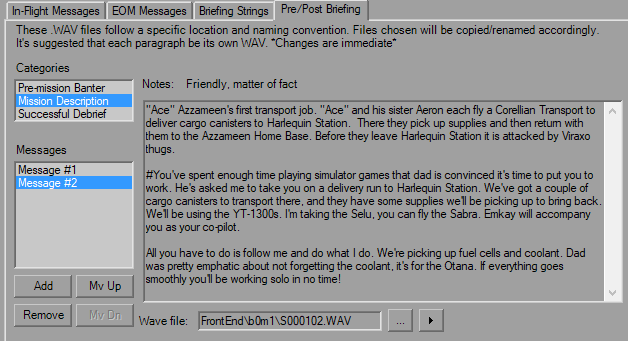 In-Flight Messages EOM Messages Briefing Strings Pre/Post Briefing
These .WAV files follow a specific location and naming convention. Files chosen will be copied/renamed accordingly.
It's suggested that each paragraph be its own WAV. *Changes are immediate*
Categories
Pre-mission Banter
Mission Description
Successful Debrief
Messages
Message #1
Message #2
Add Mv Up
Remove Mv Dn
Notes: Friendly, matter of fact
"Ace" Azzameen's first transport job. "Ace" and his sister Aeron each fly a Corellian Transport to
deliver cargo canisters to Harlequin Station. There they pick up supplies and then return with
them to the Azzameen Home Base. Before they leave Harlequin Station it is attacked by Viraxo
thugs.
#You've spent enough time playing simulator games that dad is convinced it's time to put you to
work. He's asked me to take you on a delivery run to Harlequin Station. We've got a couple of
cargo canisters to transport there, and they have some supplies we'll be picking up to bring back.
We'll be using the YT-1300s. I'm taking the Selu, you can fly the Sabra. Emkay will accompany
you as your co-pilot.
All you have to do is follow me and do what I do. We're picking up fuel cells and coolant. Dad
was pretty emphatic about not forgetting the coolant, it's for the Otana. If everything goes
smoothly you'll be working solo in no time!
Wave file: FrontEnd\b0m1\S000102.WAV ...